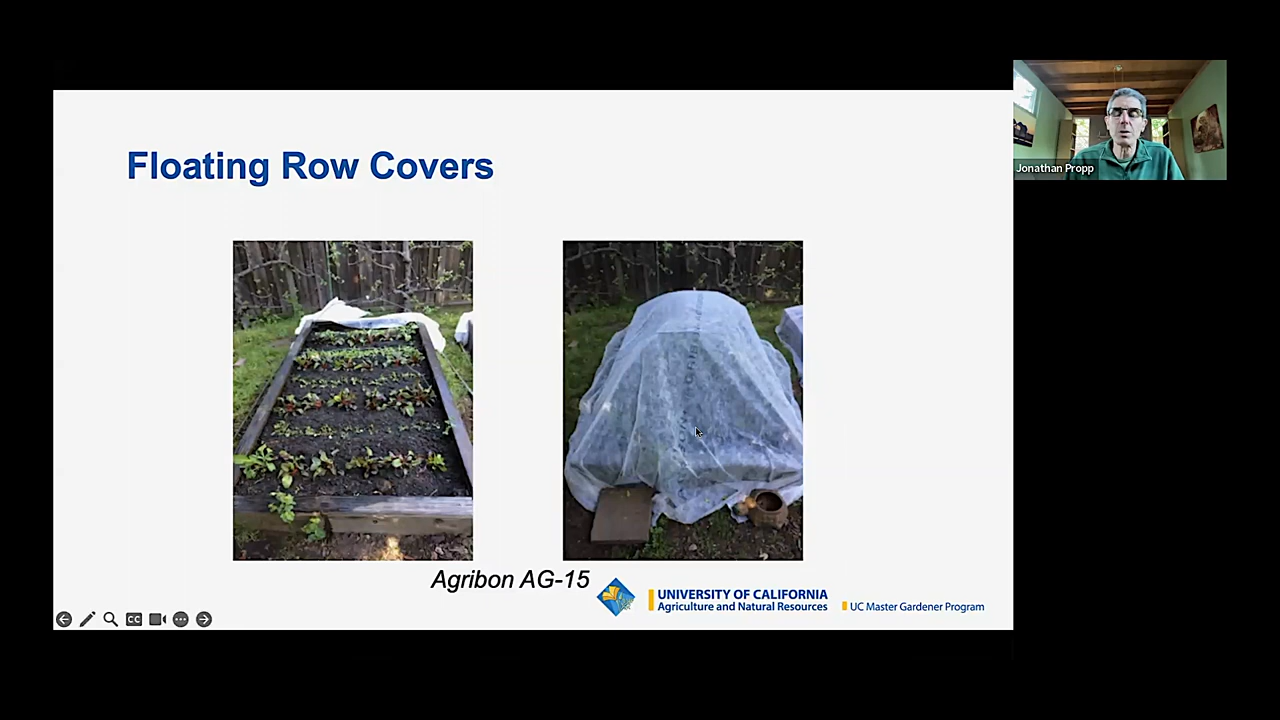 Floating Row Covers
Jonathan Propp
Agribon AG-15
UNIVERSITY OF CALIFORNIA
Agriculture and Natural Resources
UC Master Gardener Program
CC